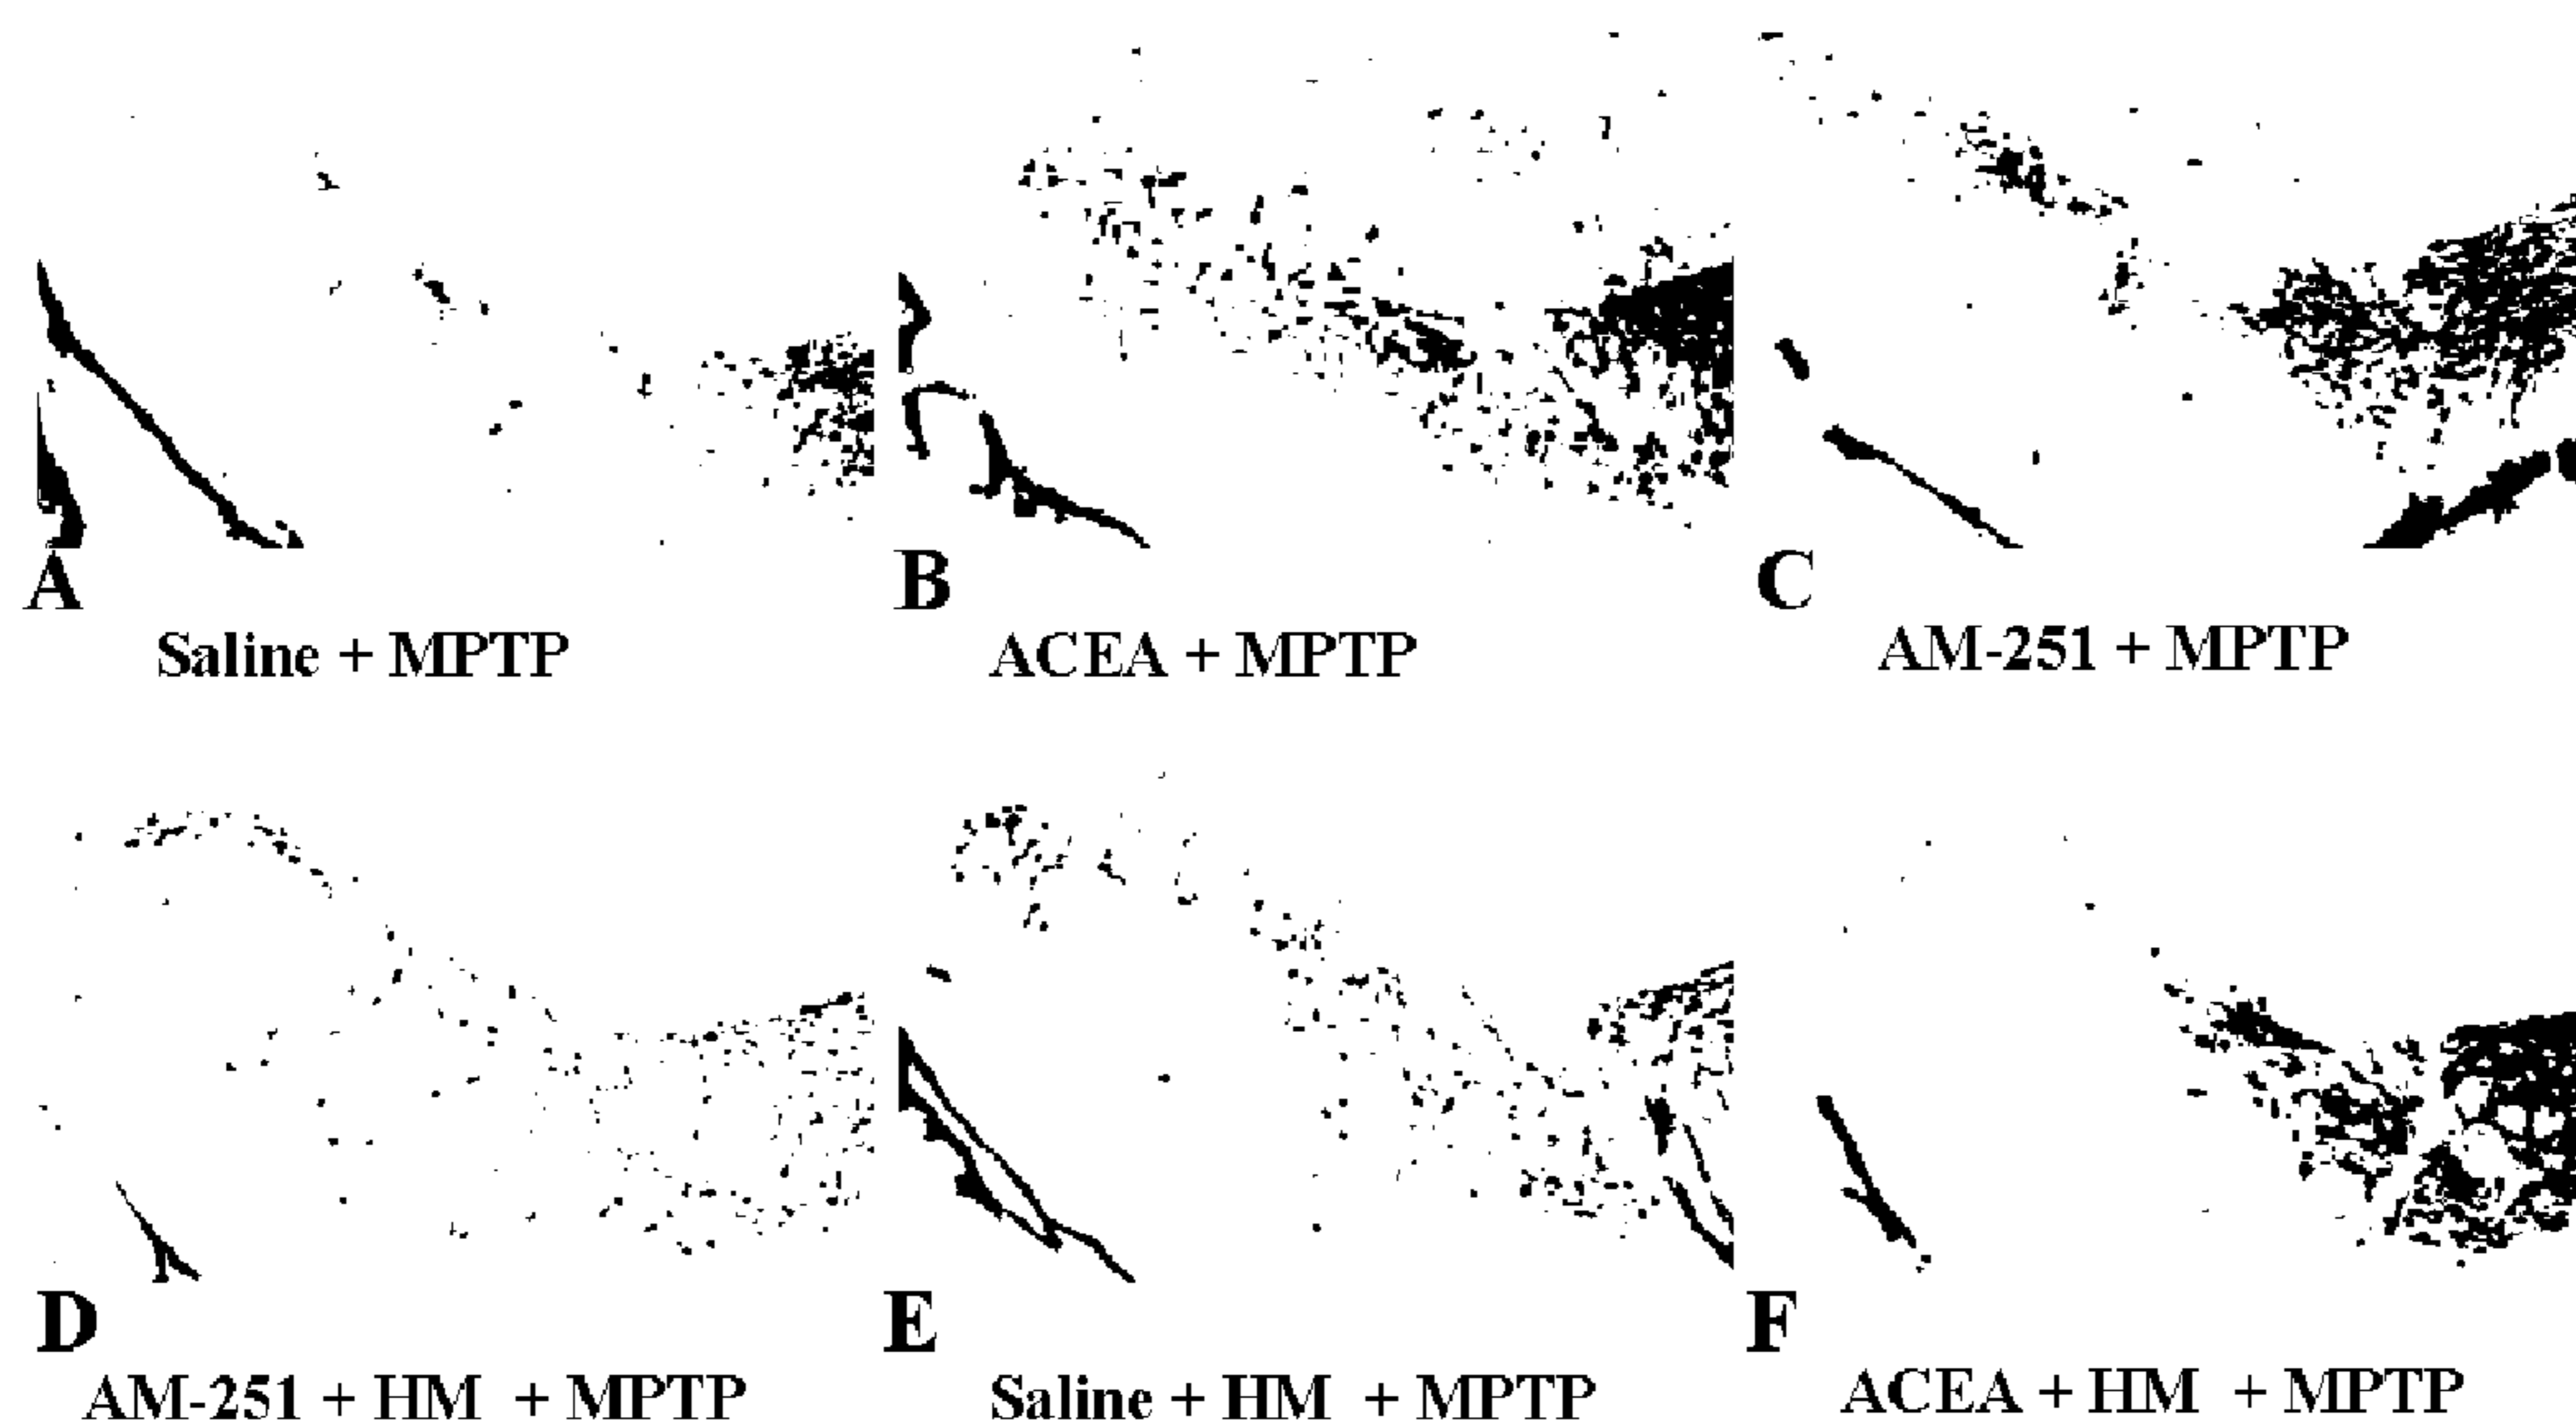 A
B
C
Saline + MPTP
ACEA + MPTP
AM-251 + MPTP
D
E
F
AM-251 + HM + MPTP
Saline + HM + MPTP
ACEA + HM + MPTP